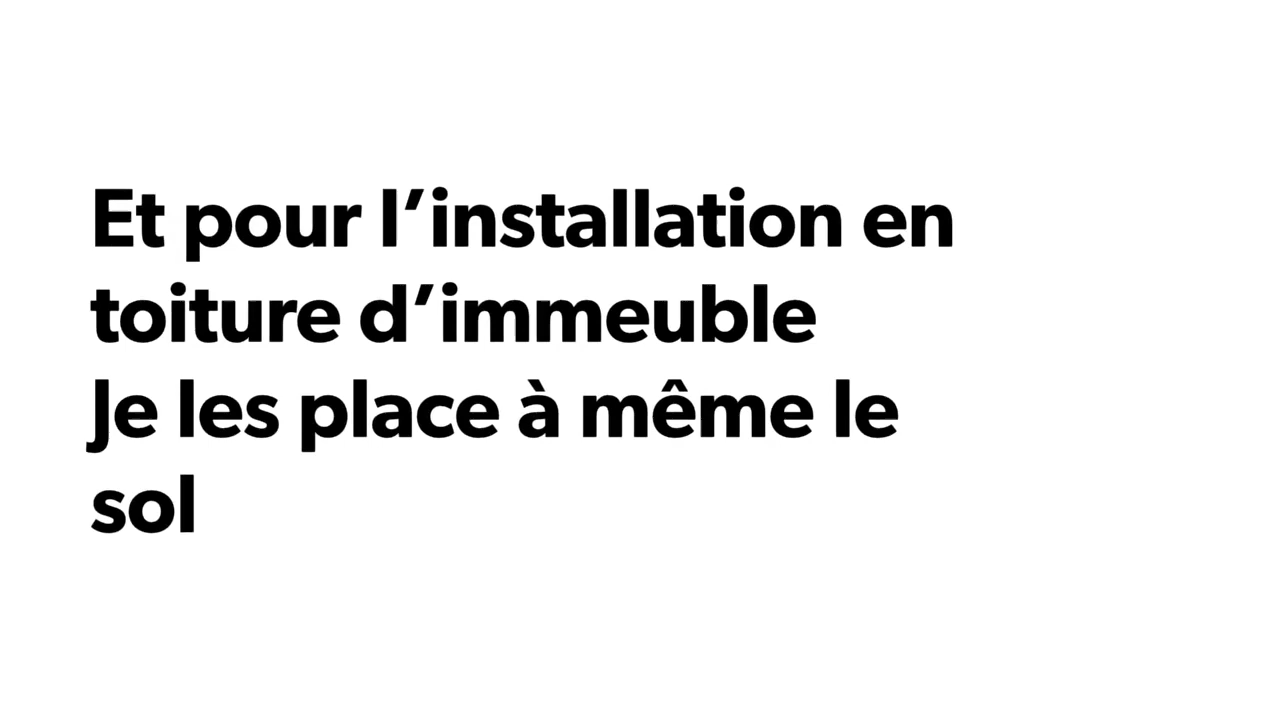 Et pour l’installation en
toiture d’immeuble
Je les place à même le
sol